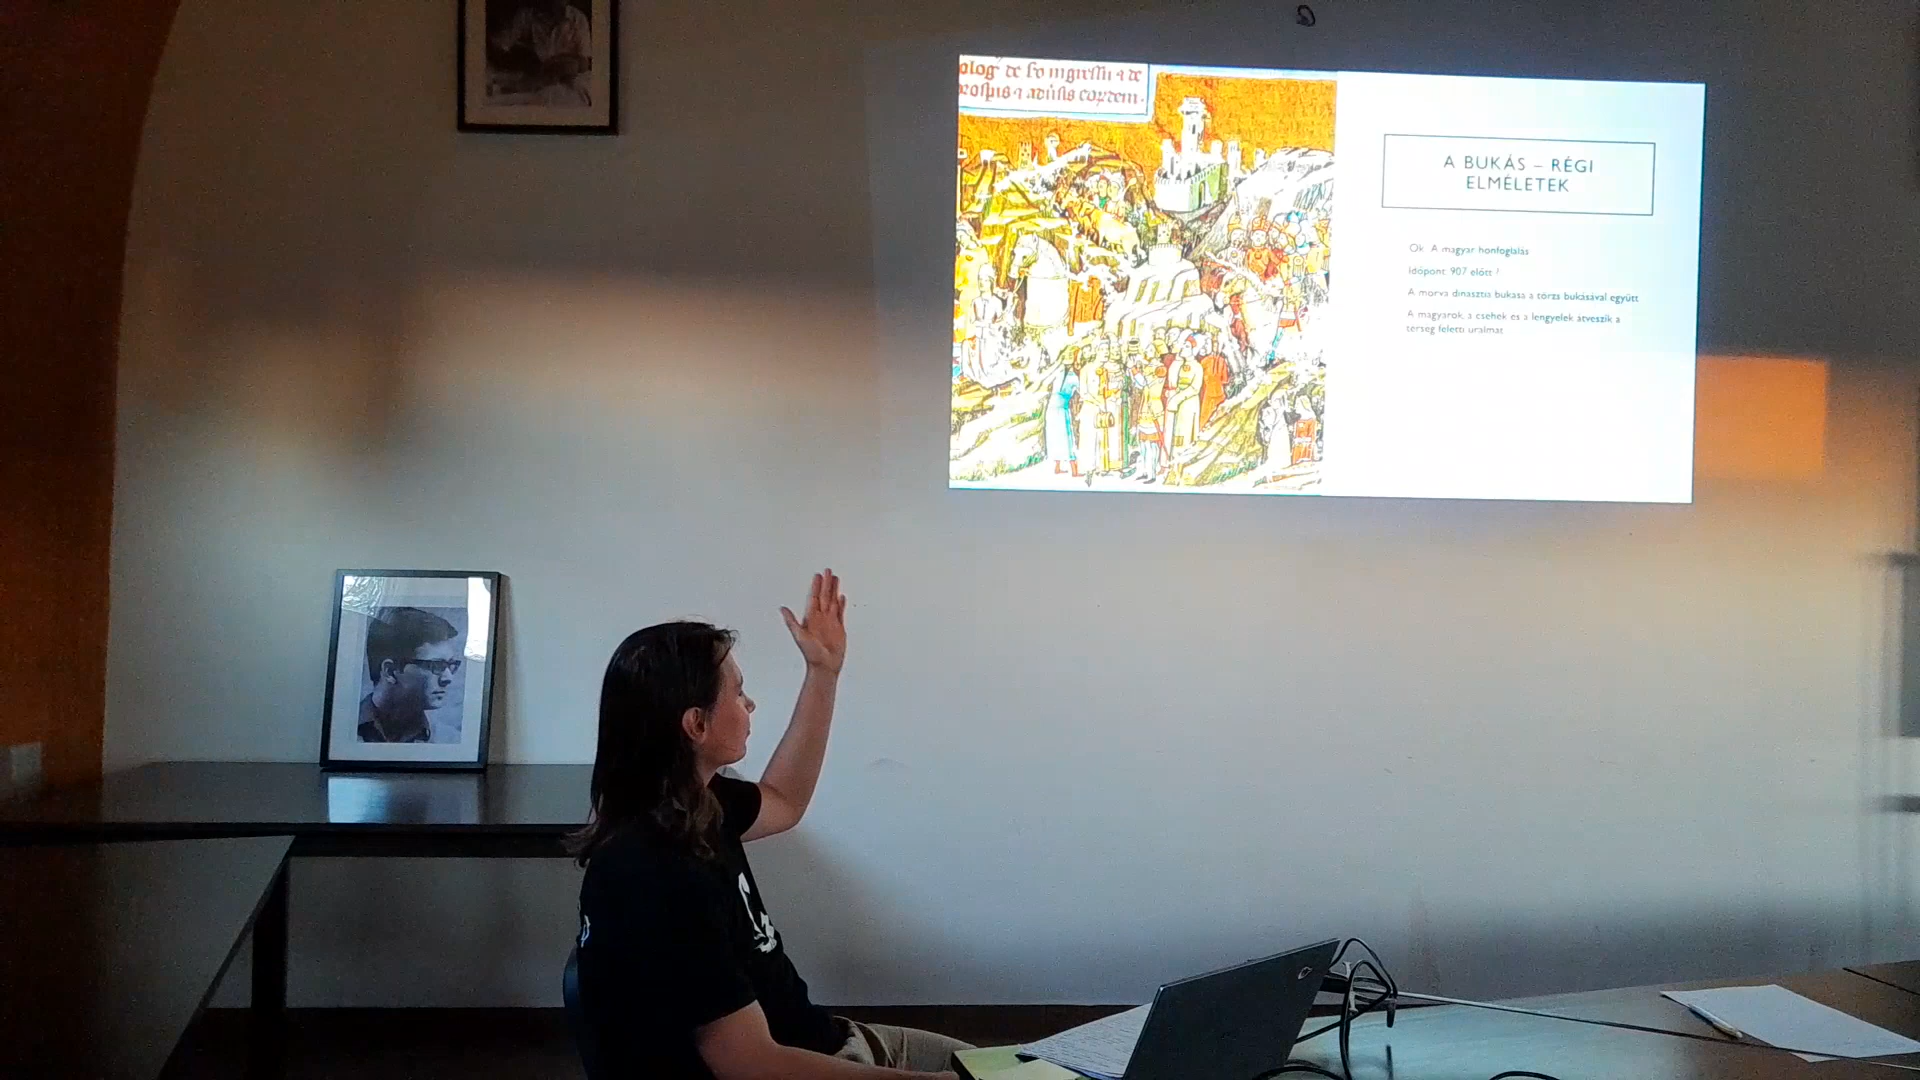 A BUKÁS – RÉGI
ELMÉLETEK
Ok: A magyar honfoglalás
Időpont: 907 előtt ?
A morva dinasztia bukása a törzs bukásával együtt
A magyarok, a csehek és a lengyelek átveszik a
térség feletti uralmat